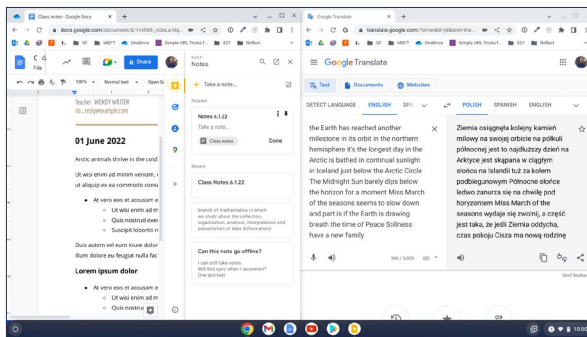 Class notes - Google Docs
Google Translate
translate.google.com
SF
MSFT
OneDrive
Simple URL Tricks f...
321
Reflect
SF
MSFT
OneDrive
Simple URL Tricks f...
321
Reflect
File
Share
100%
Normal text
Teacher: WENDY WRITER
no_reply@example.com
01 June 2022
Arctic animals thrive in the cold
Ut wisi enim ad minim veniam,
ut aliquip ex ea commodo conse
At vero eos et accusam e
Ut wisi enim ad m
Quis nostrud exer
Suscipit lobortis n
Duis autem vel eum iriure dolor
illum dolore eu feugiat nulla fac
Lorem ipsum dolor
At vero eos et accusam e
Ut wisi enim ad m
Quis nostru
KEEP
Notes
Take a note...
Related
Notes 6.1.22
Take a note...
Class notes
Done
Recent
Class Notes 6.1.22
branch of mathematics in which
we study about the collection,
organization, analysis, interpretation and
presentation of data (information)
Can this note go offline?
I can still take notes
Will this sync when I reconnect?
One last test
Google Translate
Text
Documents
Websites
DETECT LANGUAGE
ENGLISH
POLISH
SPANISH
ENGLISH
the Earth has reached another
milestone in its orbit in the northern
hemisphere it's the longest day in the
Arctic is bathed in continual sunlight
in Iceland just below the Arctic Circle
The Midnight Sun barely dips below
the horizon for a moment Miss March
of the seasons seems to slow down
and part is if the Earth is drawing
breath the time of Peace Stillness
have a new family
Ziemia osiągnęła kolejny kamień
milowy na swojej orbicie na półkuli
północnej jest to najdłuższy dzień na
Arktyce jest skąpana w ciągłym
słońcu na Islandii tuż za kołem
podbiegunowym Północne słońce
ledwo zanurza się na chwilę pod
horyzontem Miss March of the
seasons wydaje się zwolnij, a część
jest taka, że jeśli Ziemia oddycha,
czas pokoju Cisza ma nową rodzinę
Send feedback
10:00